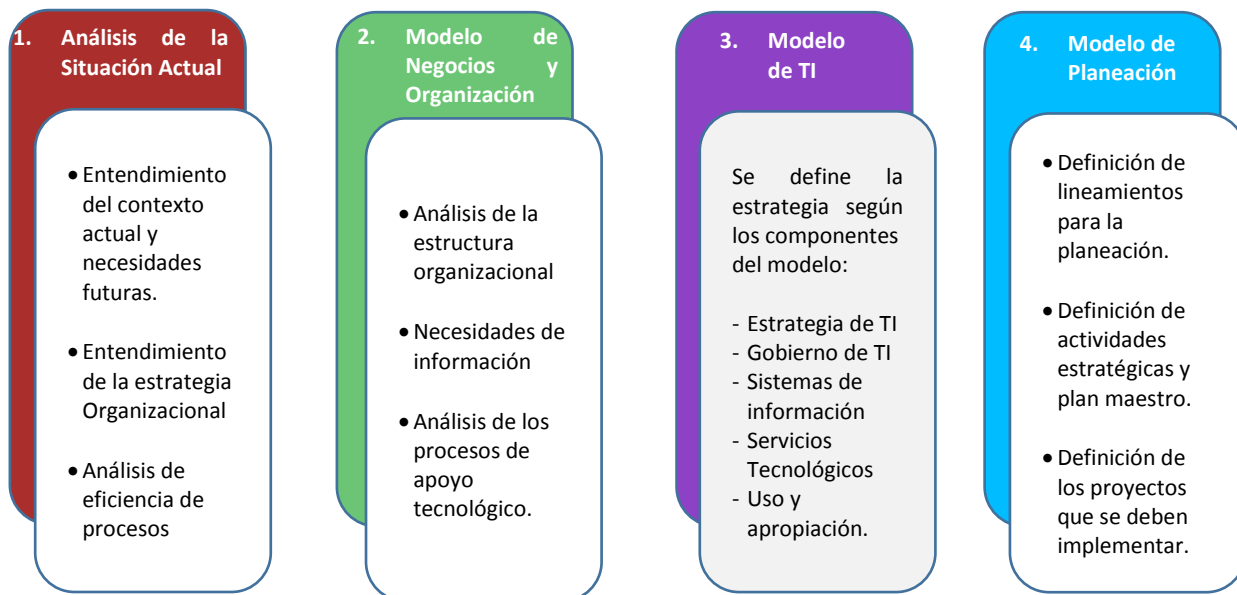 1. Análisis de la
Situación Actual
• Entendimiento
del contexto
actual y
necesidades
futuras.
• Entendimiento
de la estrategia
Organizacional
• Análisis de
eficiencia de
procesos
2. Modelo de
Negocios y
Organización
• Análisis de la
estructura
organizacional
• Necesidades de
información
• Análisis de los
procesos de
apoyo
tecnológico.
3. Modelo
de TI
Se define la
estrategia según
los componentes
del modelo:
- Estrategia de TI
- Gobierno de TI
- Sistemas de
información
- Servicios
Tecnológicos
- Uso y
apropiación.
4. Modelo de
Planeación
• Definición de
lineamientos
para la
planeación.
• Definición de
actividades
estratégicas y
plan maestro.
• Definición de
los proyectos
que se deben
implementar.